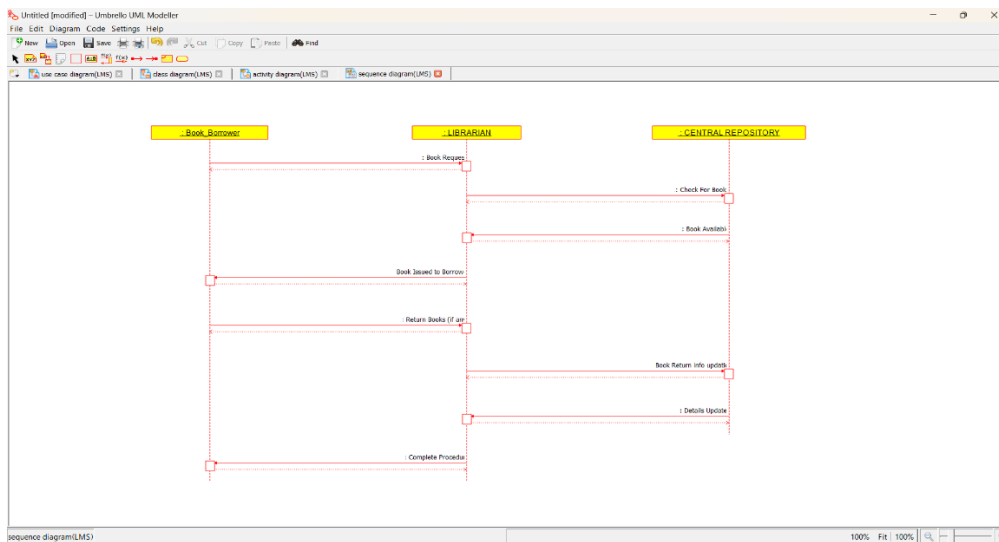 Untitled [modified] – Umbrello UML Modeller
File Edit Diagram Code Settings Help
New Open Save Cut Copy Paste Find
use case diagram(LMS) class diagram(LMS) activity diagram(LMS) sequence diagram(LMS)
: Book_Borrower : LIBRARIAN : CENTRAL REPOSITORY
: Book Reques
: Check For Book
: Book Availabl
Book Issued to Borrow
: Return Books (if an
Book Return info update
: Details Update
: Complete Procedu
sequence diagram(LMS) 100% Fit 100%